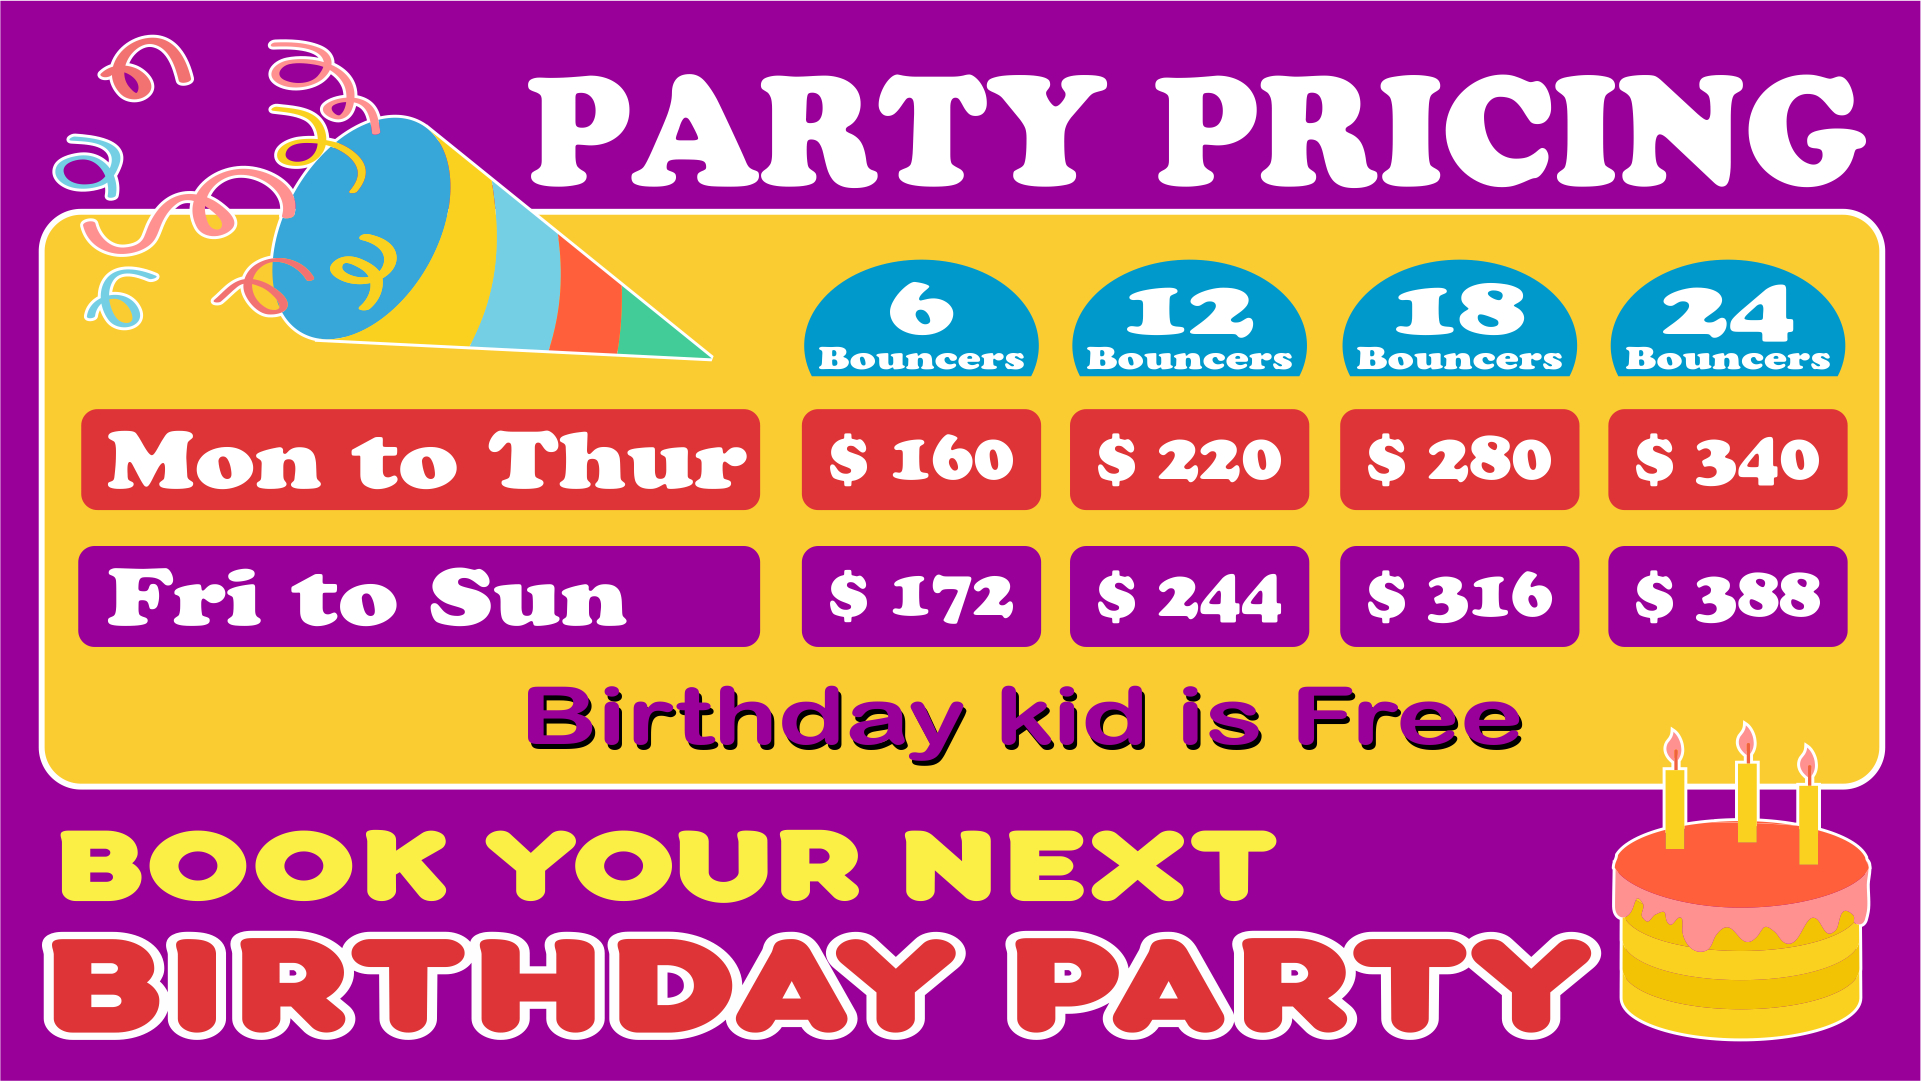 PARTY PRICING
6 12 18 24
Bouncers Bouncers Bouncers Bouncers
Mon to Thur $ 160 $ 220 $ 280 $ 340
Fri to Sun $ 172 $ 244 $ 316 $ 388
Birthday kid is Free
BOOK YOUR NEXT
BIRTHDAY PARTY